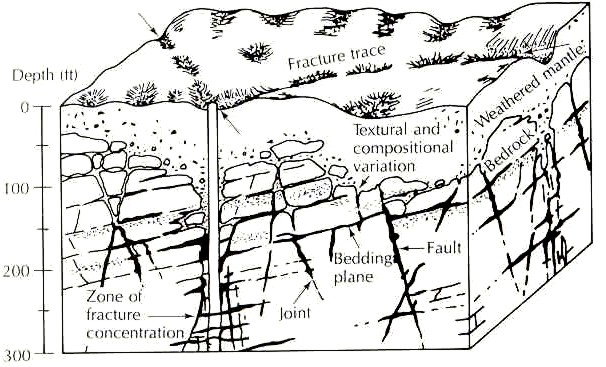 Fracture trace
Depth (ft)
0
100
200
300
Weathered mantle
Bedrock
Textural and
compositional
variation
Bedding
plane
Fault
Joint
Zone of
fracture
concentration